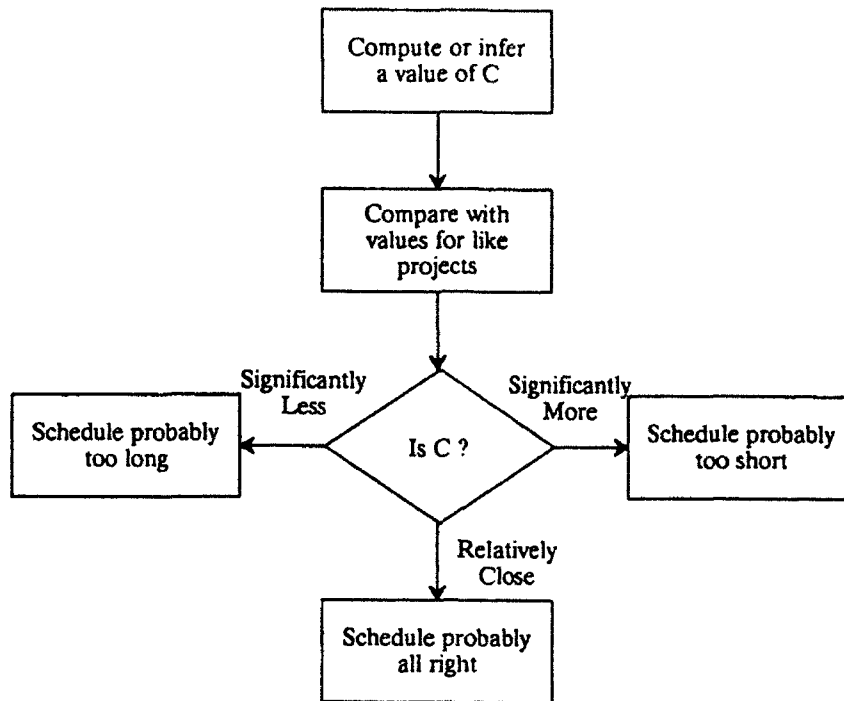 Compute or infer
a value of C
Compare with
values for like
projects
Significantly
Less
Significantly
More
Schedule probably
too long
Is C ?
Schedule probably
too short
Relatively
Close
Schedule probably
all right